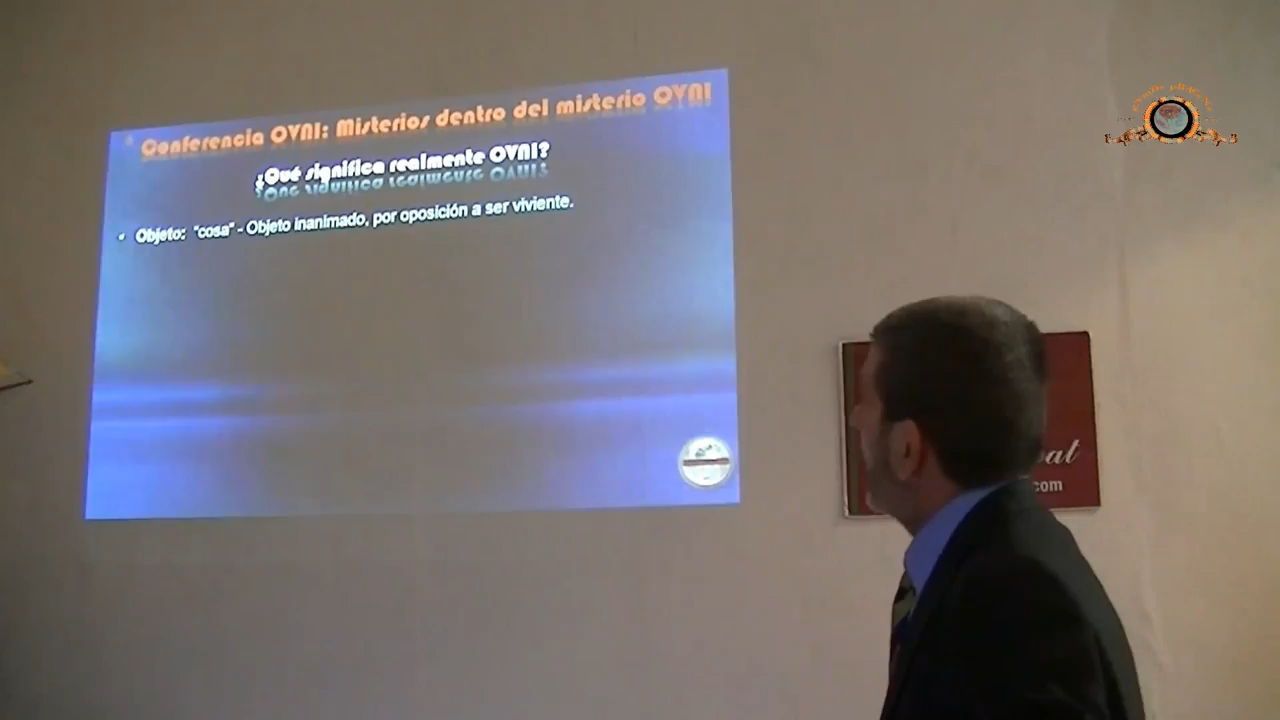 Conferencia OVNI: Misterios dentro del misterio OVNI
¿Qué significa realmente OVNI?
Objeto: "cosa" - Objeto inanimado, por oposición a ser viviente.
.com